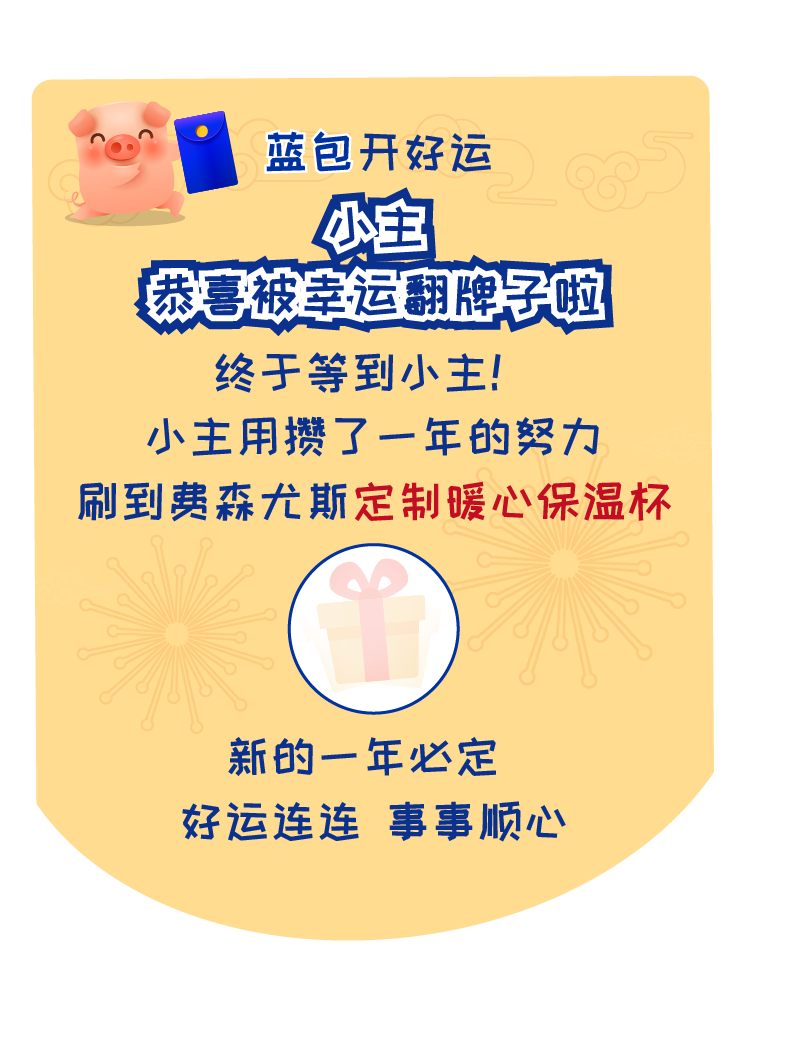 蓝包开好运
小主
恭喜被幸运翻牌子啦
终于等到小主!
小主用攒了一年的努力
刷到费森尤斯定制暖心保温杯
新的一年必定
好运连连 事事顺心